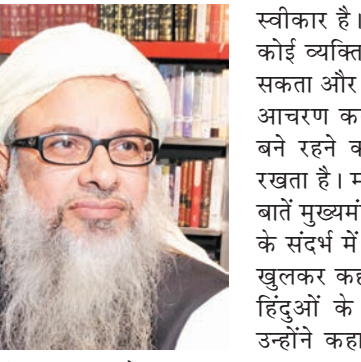 स्वीकार है।
कोई व्यक्ति
सकता और
आचरण क
बने रहने व
रखता है। म
बातें मुख्यमं
के संदर्भ में
खुलकर कह
हिंदुओं के
उन्होंने कहा